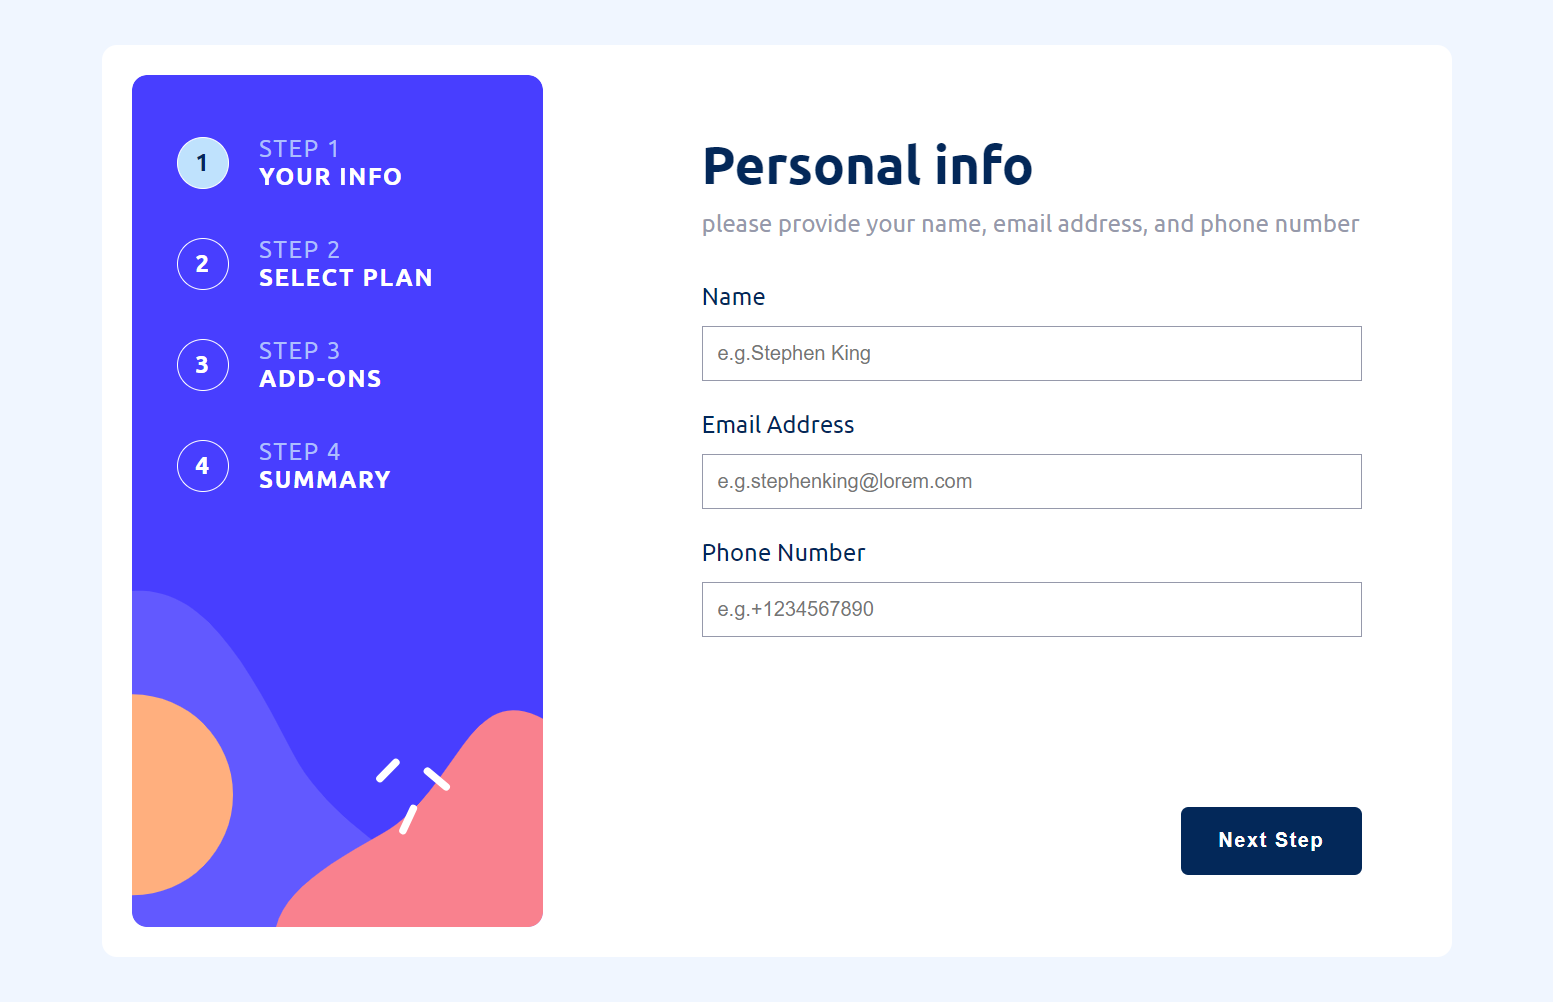 1
STEP 1
YOUR INFO
2
STEP 2
SELECT PLAN
3
STEP 3
ADD-ONS
4
STEP 4
SUMMARY
Personal info
please provide your name, email address, and phone number
Name
e.g.Stephen King
Email Address
e.g.stephenking@lorem.com
Phone Number
e.g.+1234567890
Next Step